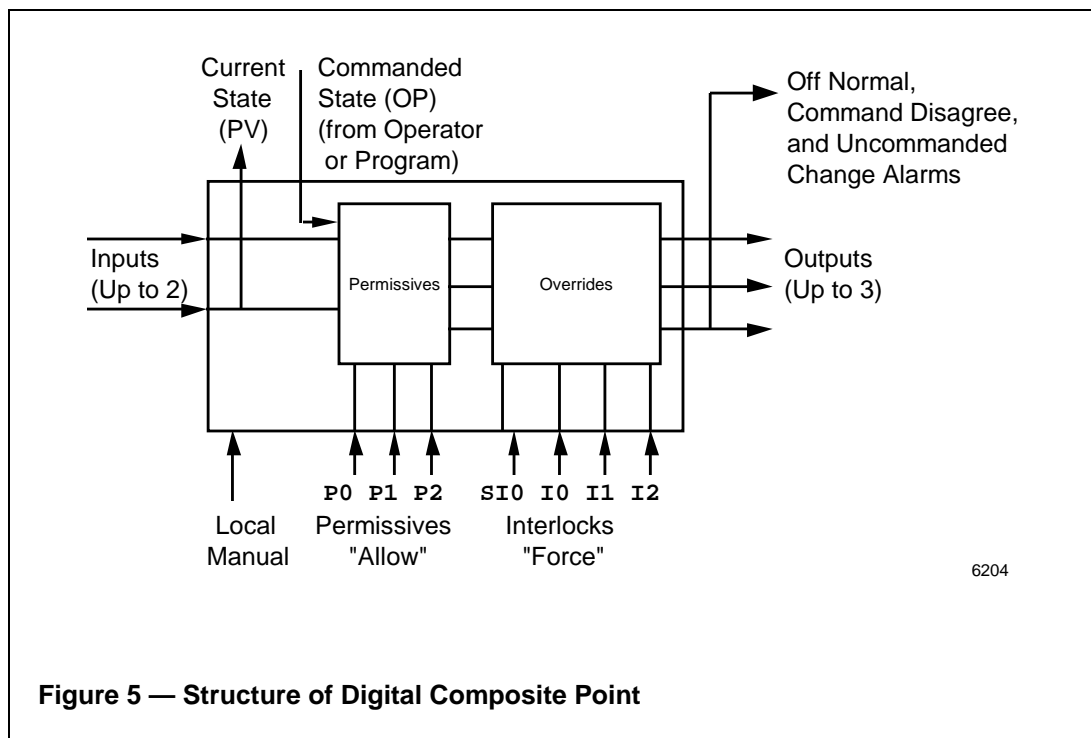 Current
State
(PV)
Commanded
State (OP)
(from Operator
or Program)
Off Normal,
Command Disagree,
and Uncommanded
Change Alarms
Inputs
(Up to 2)
Permissives
Overrides
Outputs
(Up to 3)
P0 P1 P2
SI0 I0 I1 I2
Local
Manual
Permissives
"Allow"
Interlocks
"Force"
6204
Figure 5 — Structure of Digital Composite Point